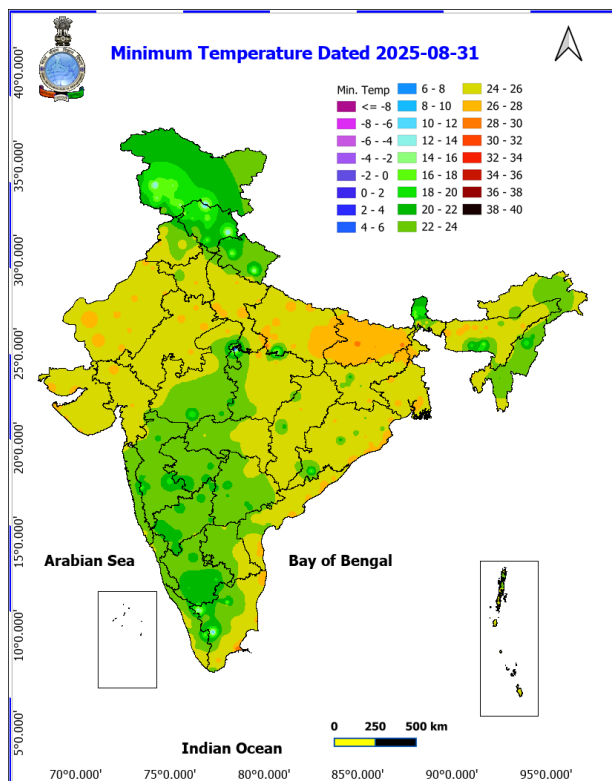 Minimum Temperature Dated 2025-08-31
Min. Temp
<= -8
-8 - -6
-6 - -4
-4 - -2
-2 - 0
0 - 2
2 - 4
4 - 6
6 - 8
8 - 10
10 - 12
12 - 14
14 - 16
16 - 18
18 - 20
20 - 22
22 - 24
24 - 26
26 - 28
28 - 30
30 - 32
32 - 34
34 - 36
36 - 38
38 - 40
40°0.000'
35°0.000'
30°0.000'
25°0.000'
20°0.000'
15°0.000'
10°0.000'
5°0.000'
Arabian Sea
Bay of Bengal
Indian Ocean
0 250 500 km
70°0.000' 75°0.000' 80°0.000' 85°0.000' 90°0.000' 95°0.000'